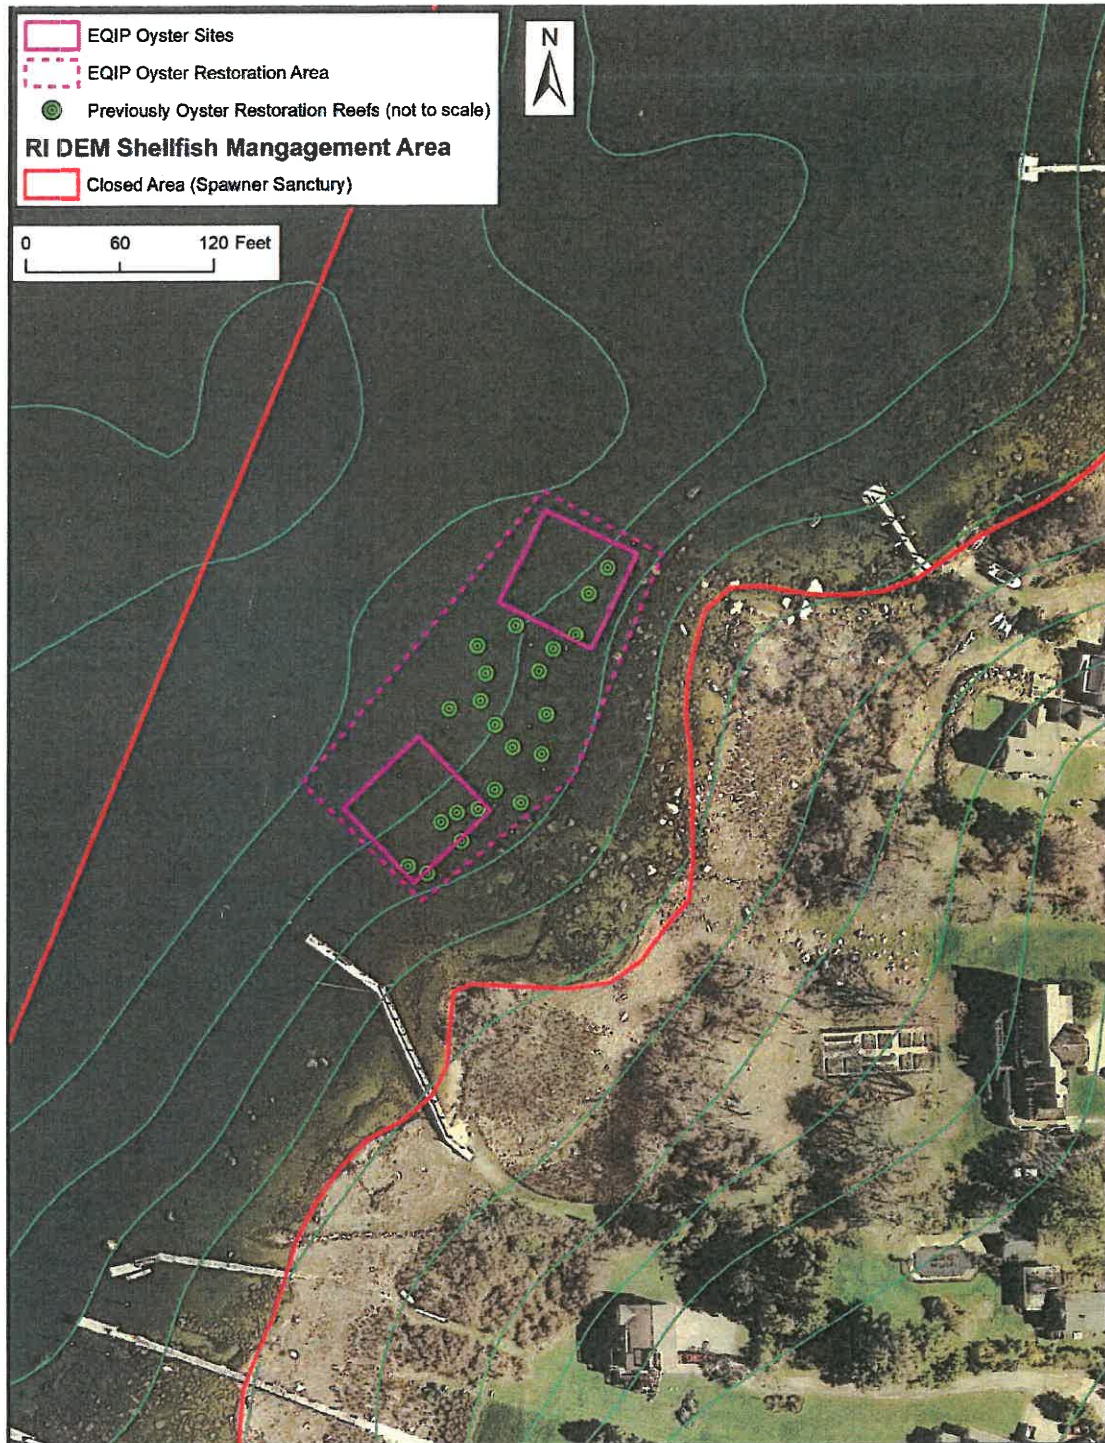 EQIP Oyster Sites
EQIP Oyster Restoration Area
Previously Oyster Restoration Reefs (not to scale)
RI DEM Shellfish Mangagement Area
Closed Area (Spawner Sanctury)
0 60 120 Feet
N